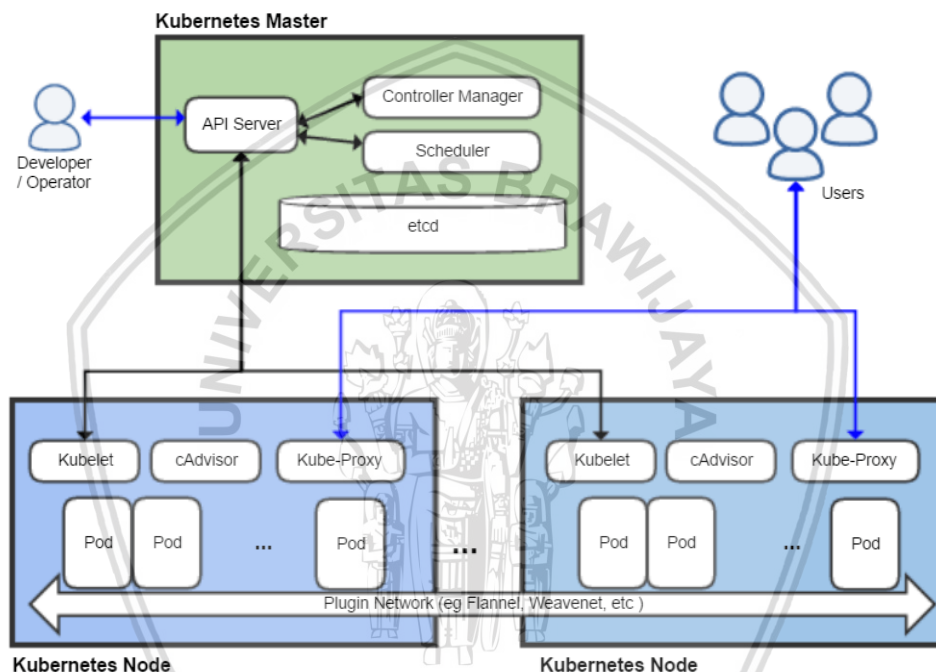 Kubernetes Master
API Server
Controller Manager
Scheduler
etcd
Developer
/ Operator
Users
UNIVERSITAS BRAWIJAYA
Kubelet
cAdvisor
Kube-Proxy
Pod
Pod
...
Pod
...
Kubelet
cAdvisor
Kube-Proxy
Pod
Pod
...
Pod
Plugin Network (eg Flannel, Weavenet, etc )
Kubernetes Node
Kubernetes Node